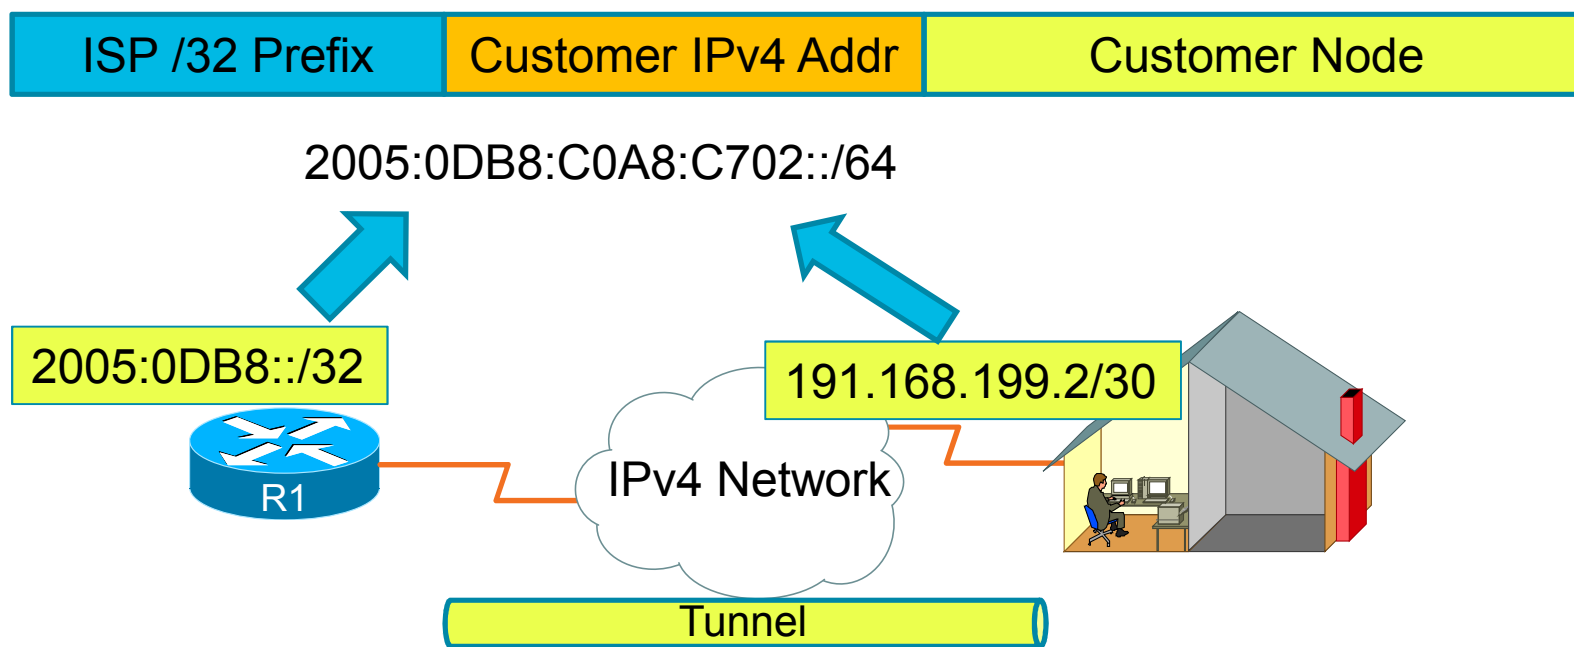 ISP /32 Prefix
Customer IPv4 Addr
Customer Node
2005:0DB8:C0A8:C702::/64
2005:0DB8::/32
191.168.199.2/30
R1
IPv4 Network
Tunnel